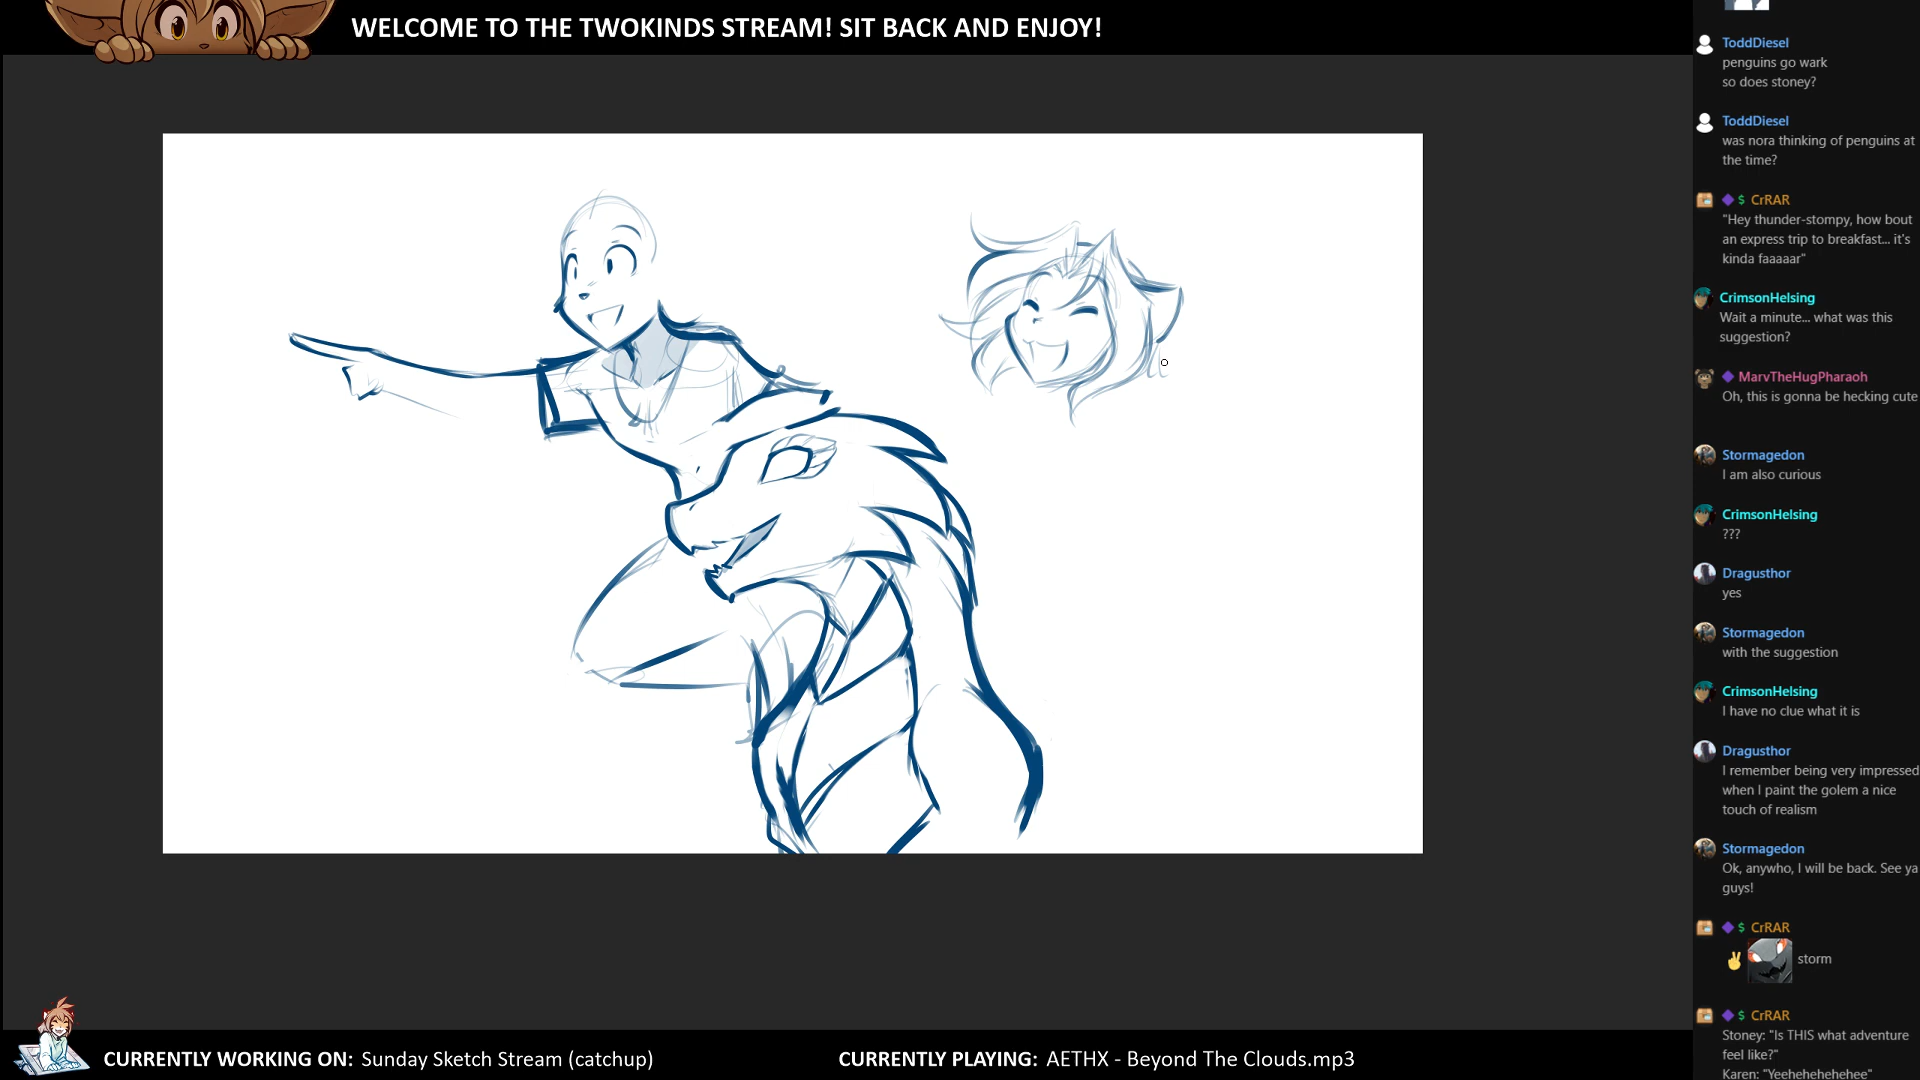 WELCOME TO THE TWOKINDS STREAM! SIT BACK AND ENJOY!
ToddDiesel
penguins go wark
so does stoney?
ToddDiesel
was nora thinking of penguins at
the time?
$ CrRAR
"Hey thunder-stompy, how bout
an express trip to breakfast... it's
kinda faaaaar"
CrimsonHelsing
Wait a minute... what was this
suggestion?
MarvTheHugPharaoh
Oh, this is gonna be hecking cute
Stormagedon
I am also curious
CrimsonHelsing
???
Dragusthor
yes
Stormagedon
with the suggestion
CrimsonHelsing
I have no clue what it is
Dragusthor
I remember being very impressed
when I paint the golem a nice
touch of realism
Stormagedon
Ok, anywho, I will be back. See ya
guys!
$ CrRAR
storm
$ CrRAR
Stoney: "Is THIS what adventure
feel like?"
Karen: "Yeehehehehehee"
CURRENTLY WORKING ON: Sunday Sketch Stream (catchup)
CURRENTLY PLAYING: AETHX - Beyond The Clouds.mp3